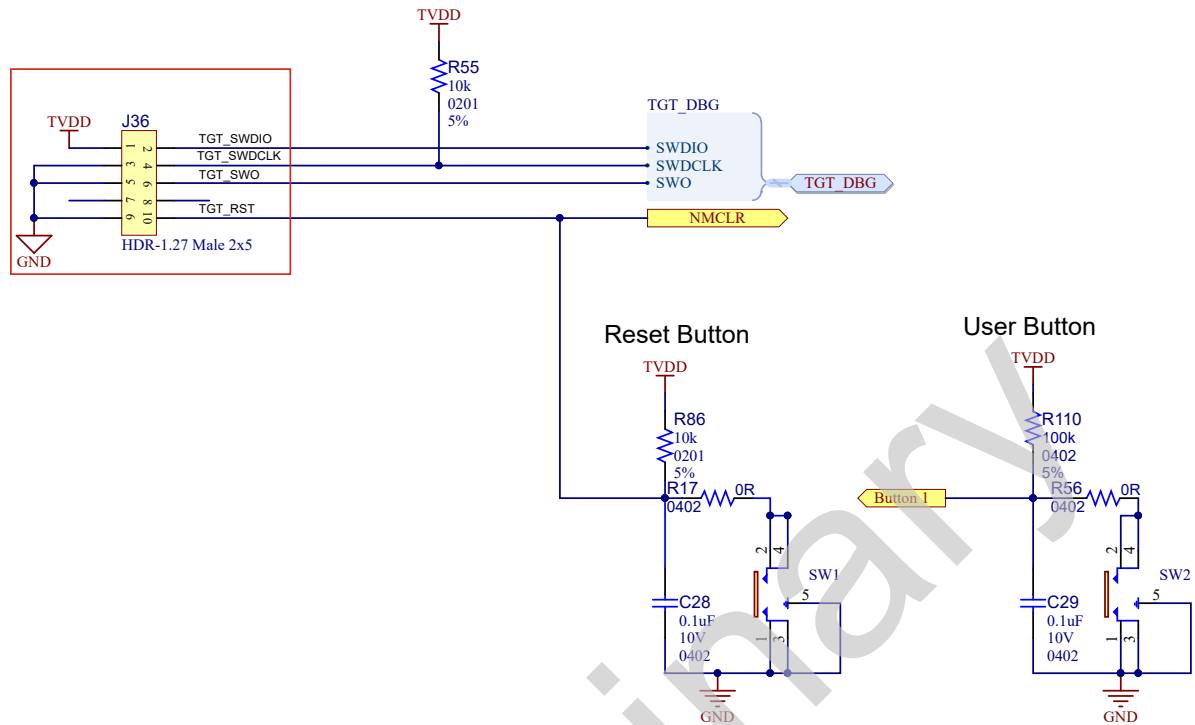 TVDD
R55
10k
0201
5%
TGT_DBG
SWDIO
SWDCLK
SWO
TGT_DBG
NMCLR
TVDD
J36
1 2 TGT_SWDIO
3 4 TGT_SWDCLK
5 6 TGT_SWO
7 8
9 10 TGT_RST
HDR-1.27 Male 2x5
GND
Reset Button
TVDD
R86
10k
0201
5%
R17 0R
0402
2 4
SW1
5
1 3
C28
0.1uF
10V
0402
GND
User Button
TVDD
R110
100k
0402
5%
Button 1
R56 0R
0402
2 4
SW2
5
1 3
C29
0.1uF
10V
0402
GND
inary